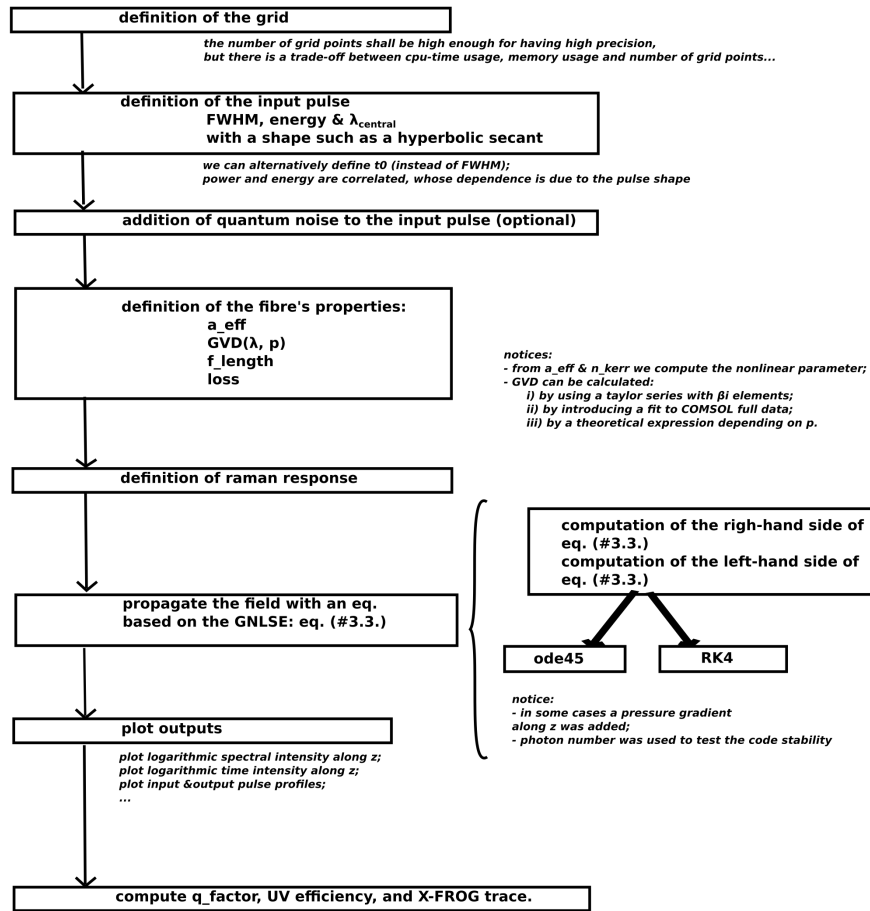 definition of the grid
the number of grid points shall be high enough for having high precision,
but there is a trade-off between cpu-time usage, memory usage and number of grid points...
definition of the input pulse
FWHM, energy & λcentral
with a shape such as a hyperbolic secant
we can alternatively define t0 (instead of FWHM);
power and energy are correlated, whose dependence is due to the pulse shape
addition of quantum noise to the input pulse (optional)
definition of the fibre's properties:
a_eff
GVD(λ, p)
f_length
loss
notices:
- from a_eff & n_kerr we compute the nonlinear parameter;
- GVD can be calculated:
i) by using a taylor series with βi elements;
ii) by introducing a fit to COMSOL full data;
iii) by a theoretical expression depending on p.
definition of raman response
propagate the field with an eq.
based on the GNLSE: eq. (#3.3.)
computation of the righ-hand side of
eq. (#3.3.)
computation of the left-hand side of
eq. (#3.3.)
ode45
RK4
notice:
- in some cases a pressure gradient
along z was added;
- photon number was used to test the code stability
plot outputs
plot logarithmic spectral intensity along z;
plot logarithmic time intensity along z;
plot input &output pulse profiles;
...
compute q_factor, UV efficiency, and X-FROG trace.